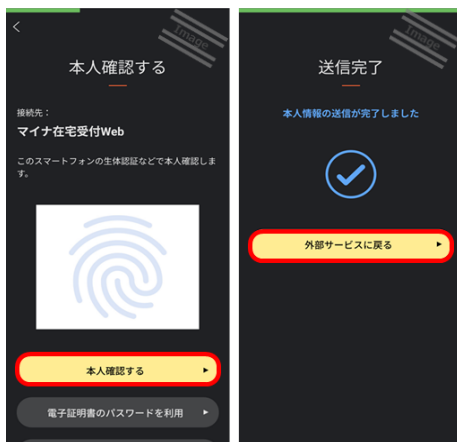 Image
本人確認する
接続先：
マイナ在宅受付Web
このスマートフォンの生体認証などで本人確認しま
す。
本人確認する
電子証明書のパスワードを利用
Image
送信完了
本人情報の送信が完了しました
外部サービスに戻る